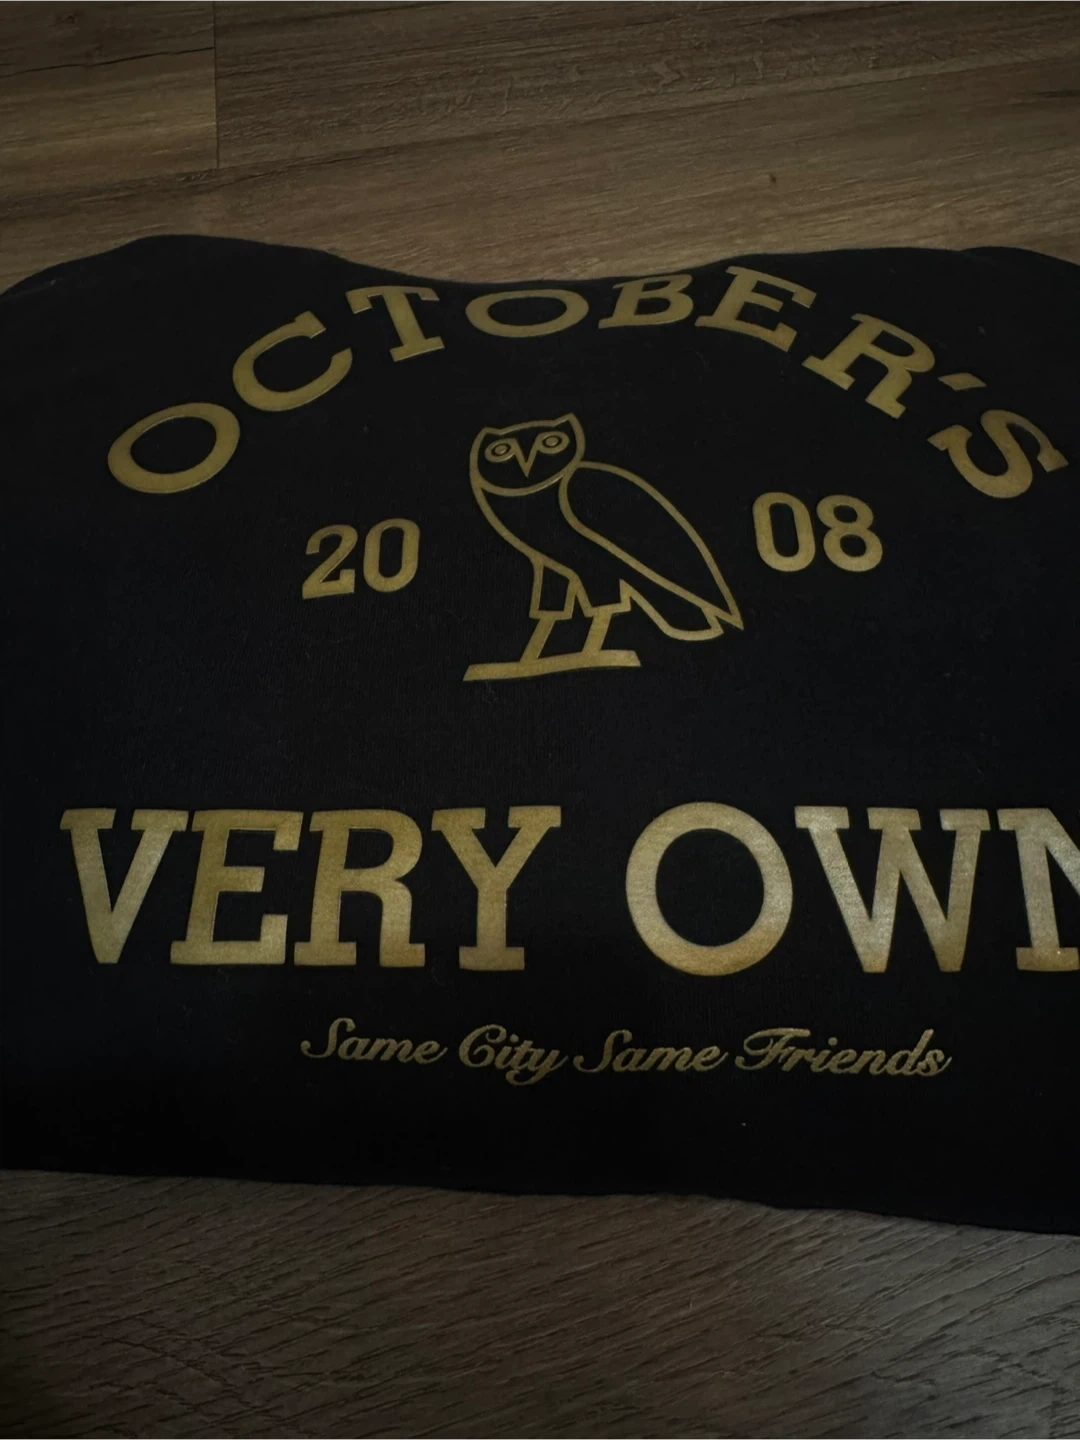 OCTOBER'S
20 08
VERY OWN
Same City Same Friends